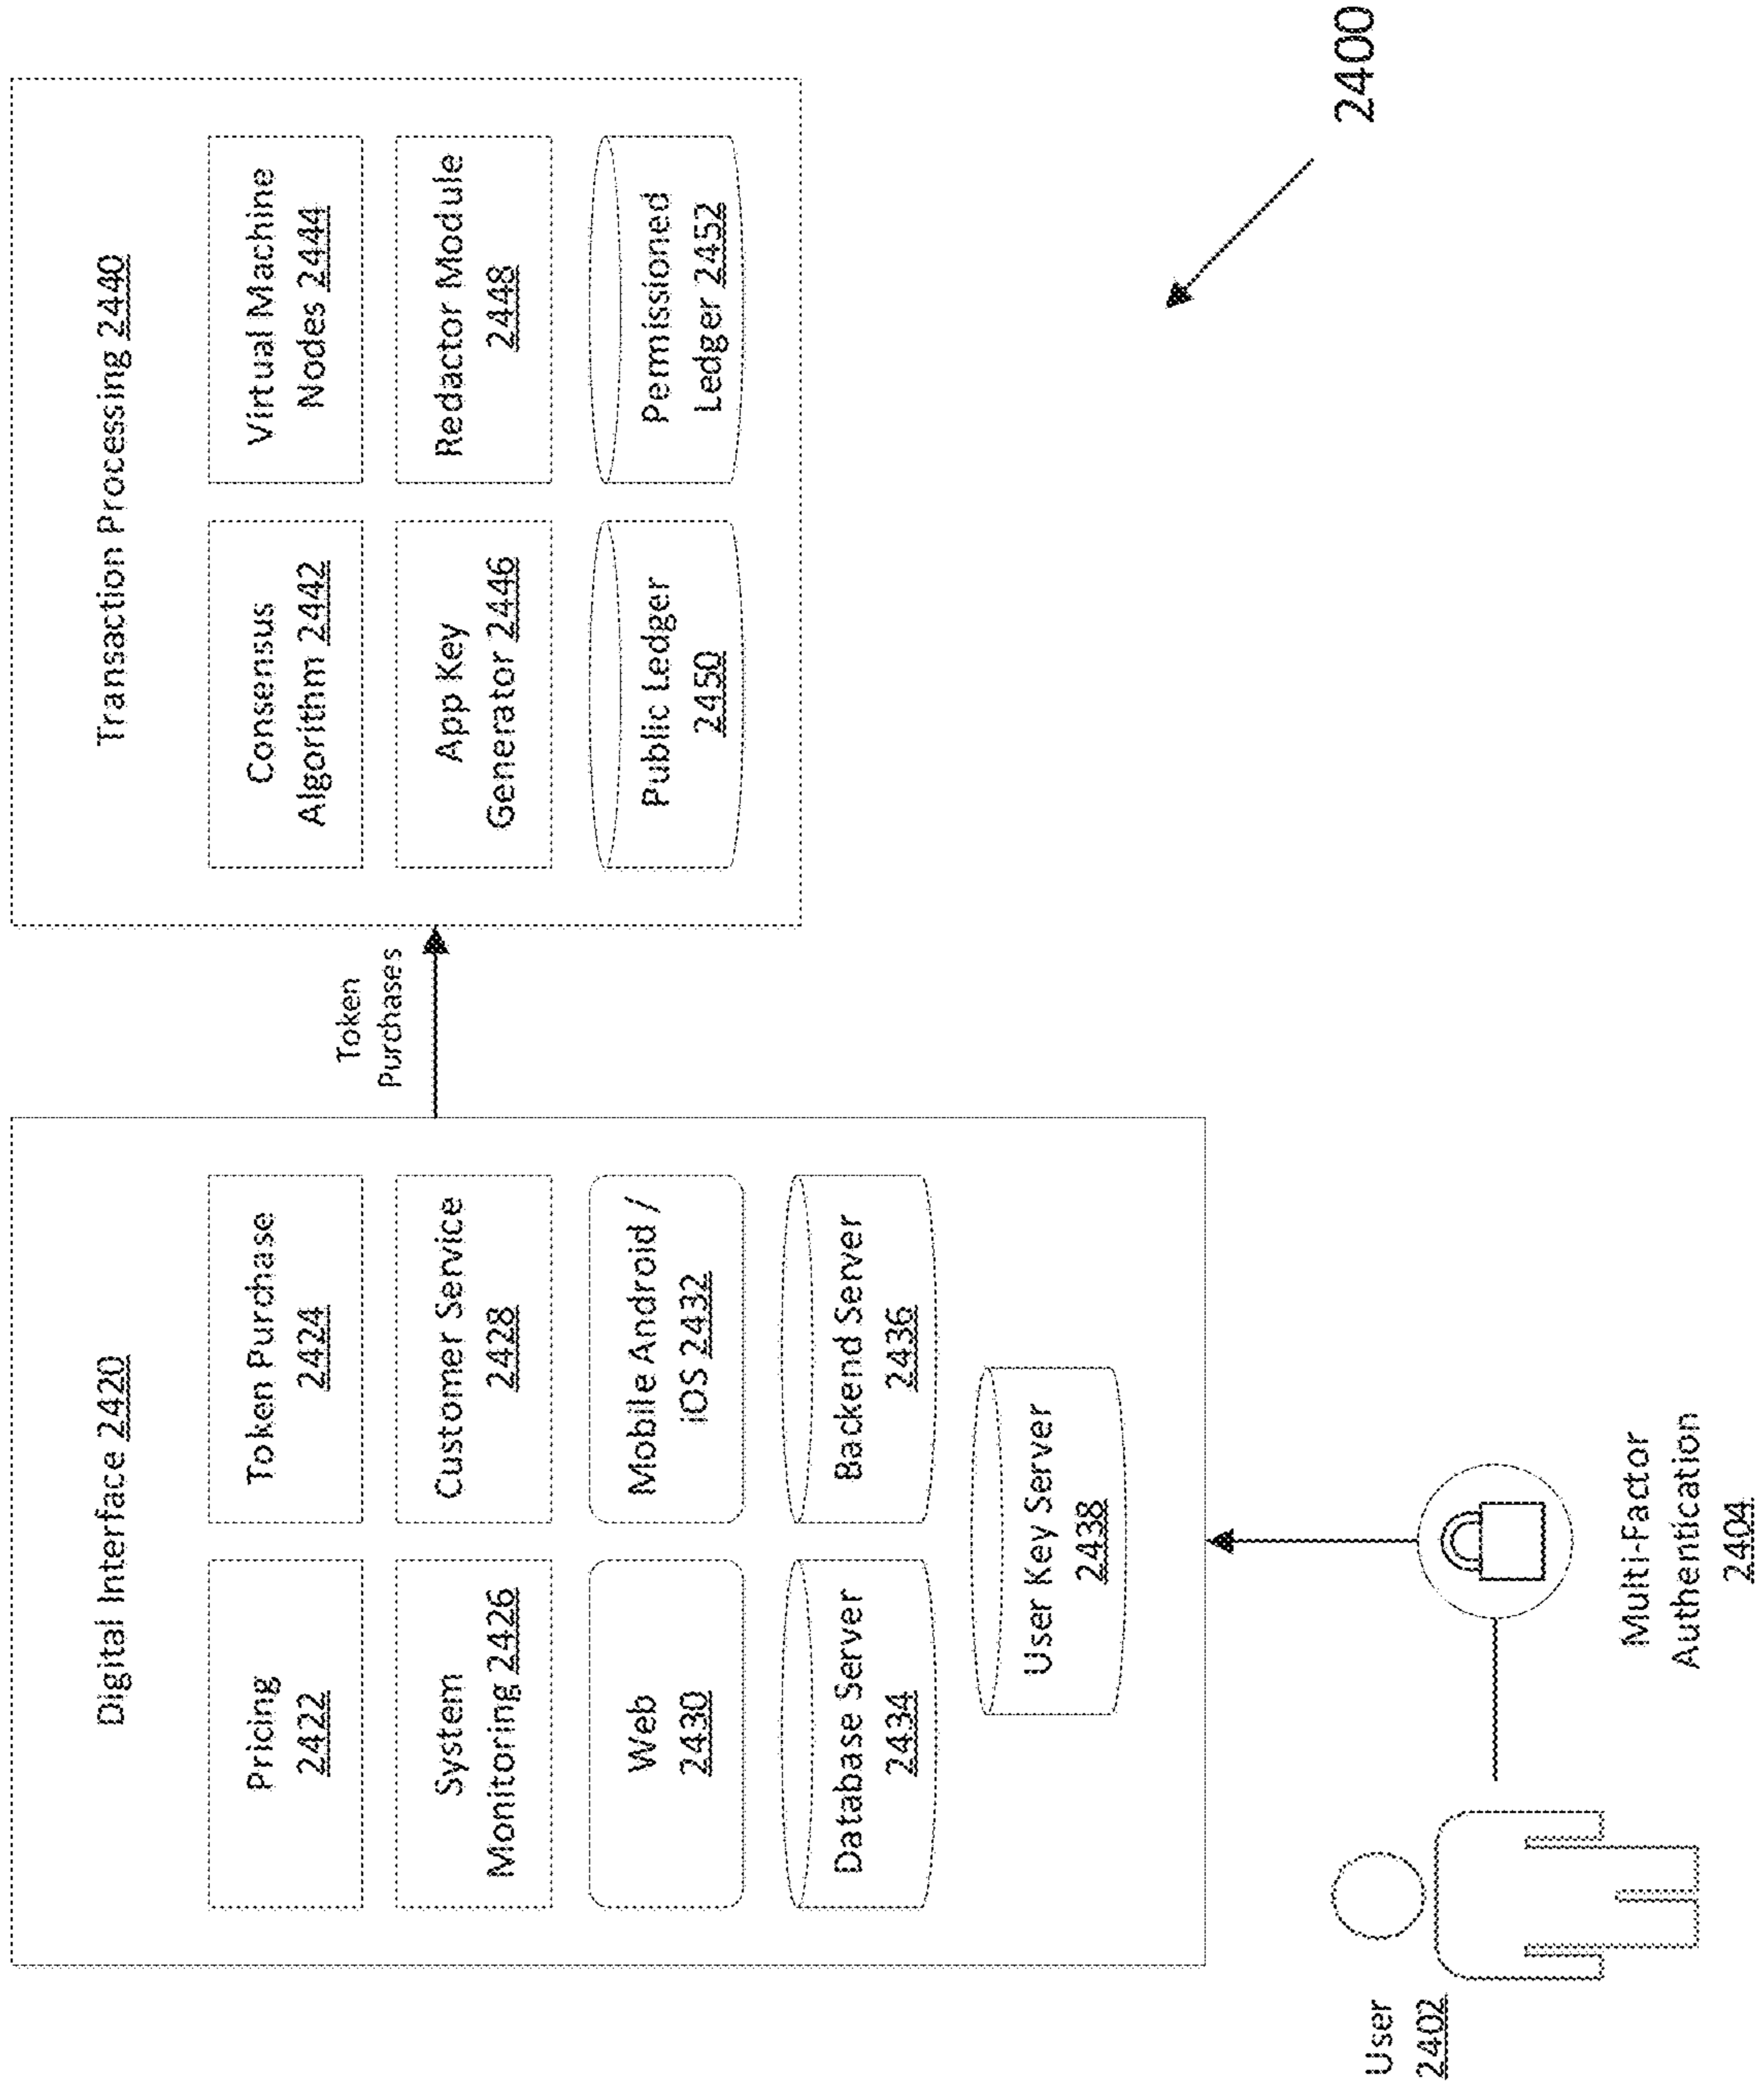 Digital Interface 2420
Pricing
2422
Token Purchase
2424
System
Monitoring 2426
Customer Service
2428
Web
2430
Mobile Android /
iOS 2432
Database Server
2434
Backend Server
2436
User Key Server
2438
Token
Purchases
Transaction Processing 2440
Consensus
Algorithm 2442
Virtual Machine
Nodes 2444
App Key
Generator 2446
Redactor Module
2448
Public Ledger
2450
Permissioned
Ledger 2452
User
2402
Multi-Factor
Authentication
2404
2400